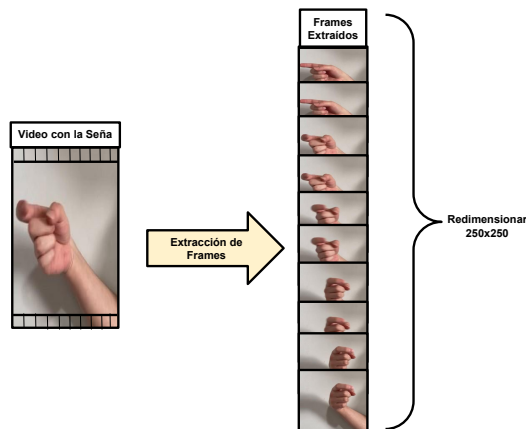 Frames
Extraídos
Video con la Seña
Extracción de
Frames
Redimensionar
250x250